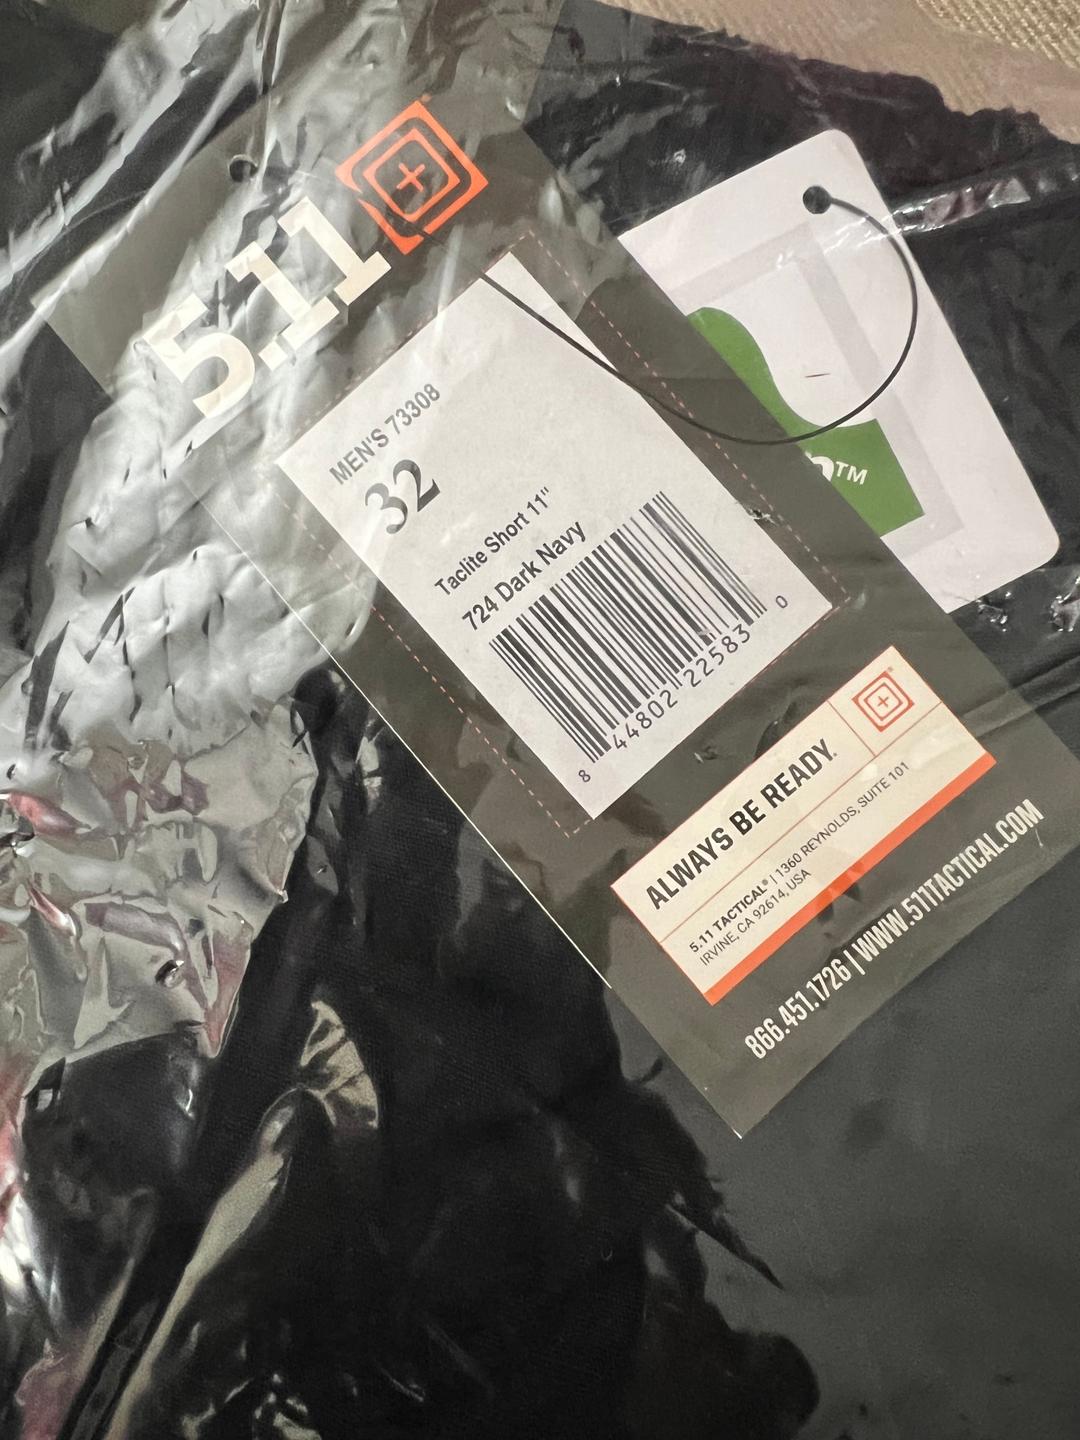 5.11
MEN'S 73308
32
Taclite Short 11"
724 Dark Navy
8 44802 22583 0
ALWAYS BE READY.
5.11 TACTICAL® | 1360 REYNOLDS, SUITE 101
IRVINE, CA 92614, USA
866.451.1726 | WWW.511TACTICAL.COM
TM